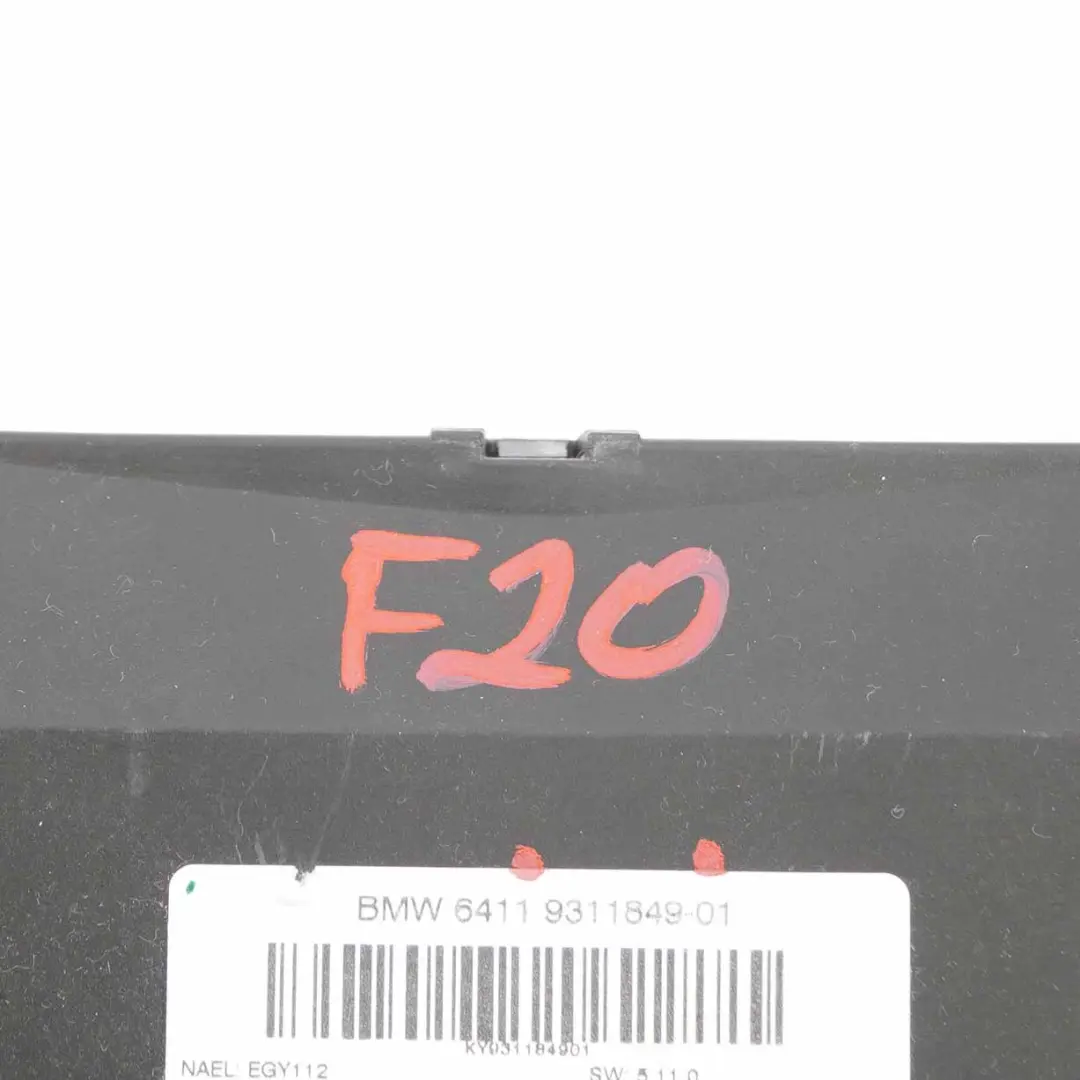 F20
BMW 6411 9311849-01
KY931184901
NAEL: EGY112
SW: 5.11.0